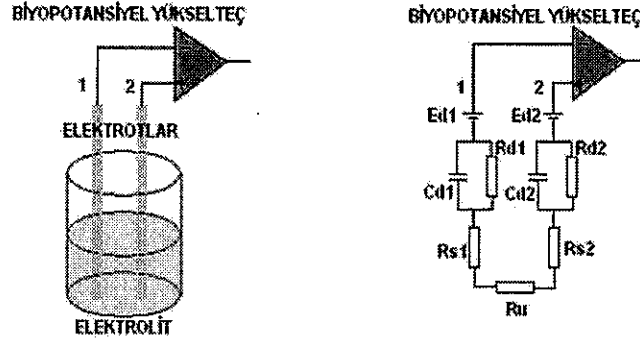 BİYOPOTANSİYEL YÜKSELTEÇ
1
2
ELEKTROTLAR
ELEKTROLİT
BİYOPOTANSİYEL YÜKSELTEÇ
1
2
Ed1
Ed2
Rd1
Rd2
Cd1
Cd2
Rs1
Rs2
Ru